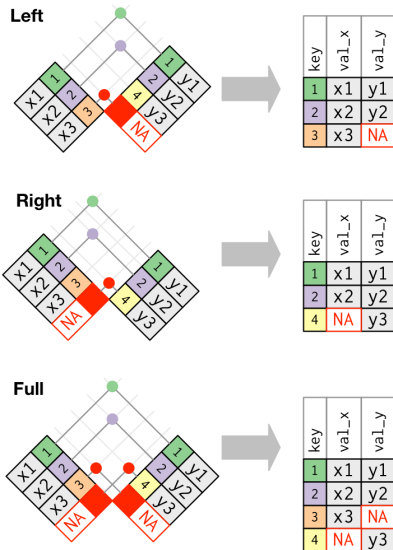 Left
1 x1
2 x2
3 x3
1 y1
2 y2
4 y3
NA
key val_x val_y
1 x1 y1
2 x2 y2
3 x3 NA
Right
1 x1
2 x2
3 x3
NA
1 y1
2 y2
4 y3
key val_x val_y
1 x1 y1
2 x2 y2
4 NA y3
Full
1 x1
2 x2
3 x3
NA
1 y1
2 y2
4 y3
NA
key val_x val_y
1 x1 y1
2 x2 y2
3 x3 NA
4 NA y3